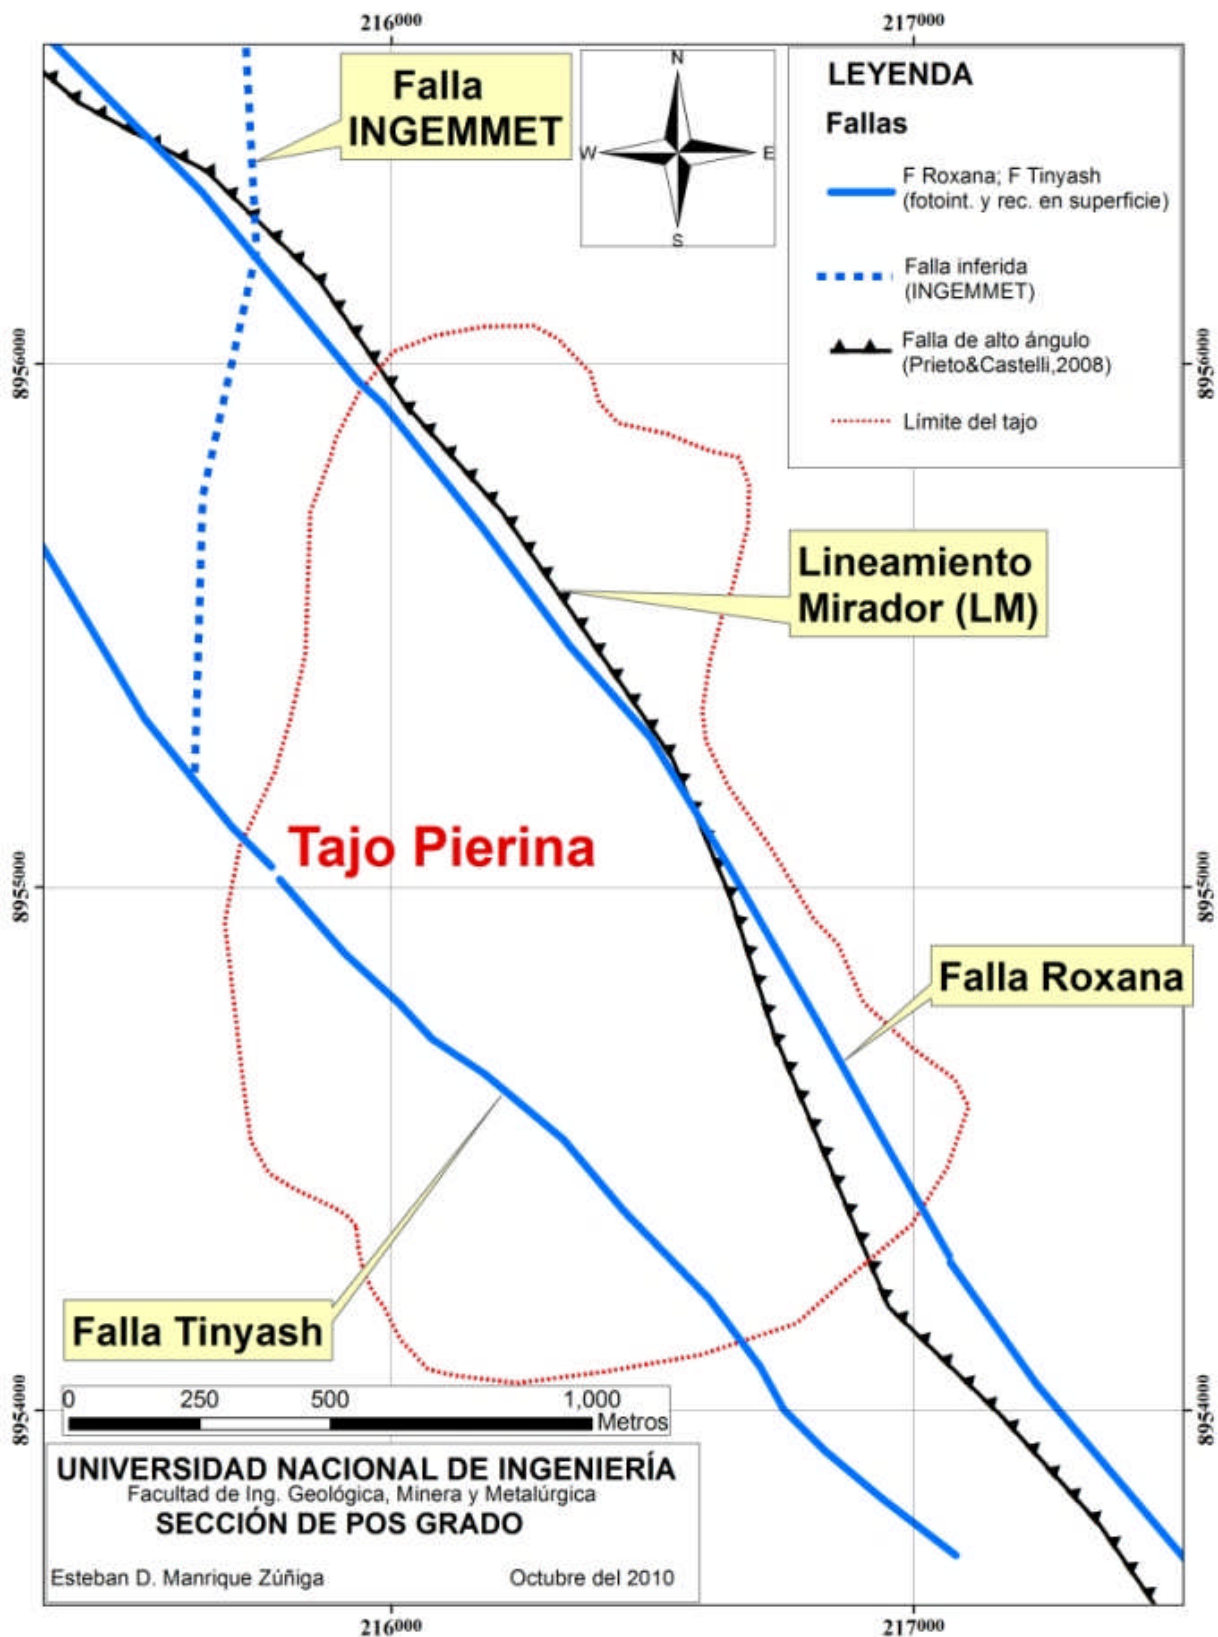 216000
217000
Falla
INGEMMET
N
W
E
S
LEYENDA
Fallas
F Roxana; F Tinyash
(fotoint. y rec. en superficie)
Falla inferida
(INGEMMET)
Falla de alto ángulo
(Prieto&Castelli,2008)
Límite del tajo
8956000
8956000
Lineamiento
Mirador (LM)
Tajo Pierina
8955000
8955000
Falla Roxana
Falla Tinyash
0
250
500
1,000
Metros
8954000
8954000
UNIVERSIDAD NACIONAL DE INGENIERÍA
Facultad de Ing. Geológica, Minera y Metalúrgica
SECCIÓN DE POS GRADO
Esteban D. Manrique Zúñiga
Octubre del 2010
216000
217000